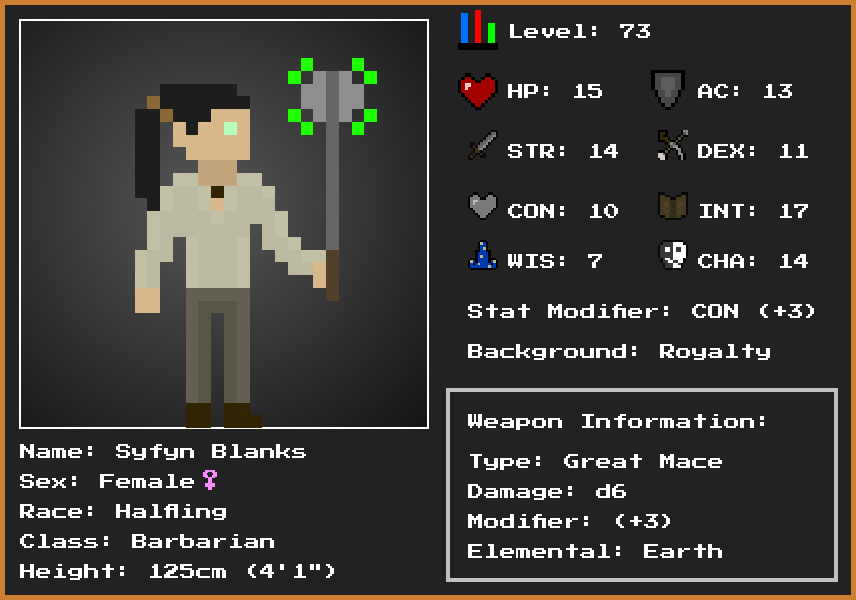 Level: 73
HP: 15 AC: 13
STR: 14 DEX: 11
CON: 10 INT: 17
WIS: 7 CHA: 14
Stat Modifier: CON (+3)
Background: Royalty
Weapon Information:
Type: Great Mace
Damage: d6
Modifier: (+3)
Elemental: Earth
Name: Syfyn Blanks
Sex: Female♀
Race: Halfling
Class: Barbarian
Height: 125cm (4'1")